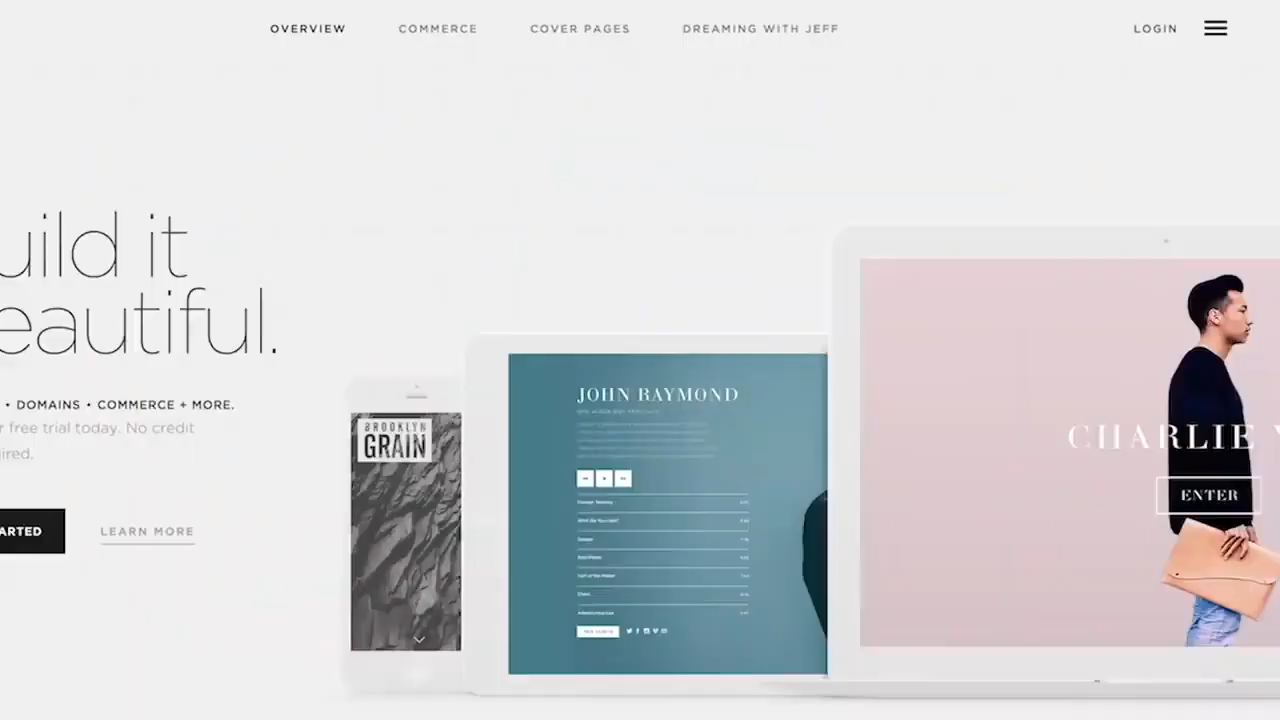 OVERVIEW COMMERCE COVER PAGES DREAMING WITH JEFF LOGIN
uild it
eautiful.
• DOMAINS • COMMERCE + MORE.
r free trial today. No credit
ired.
ARTED LEARN MORE
BROOKLYN
GRAIN
JOHN RAYMOND
CHARLIE
ENTER